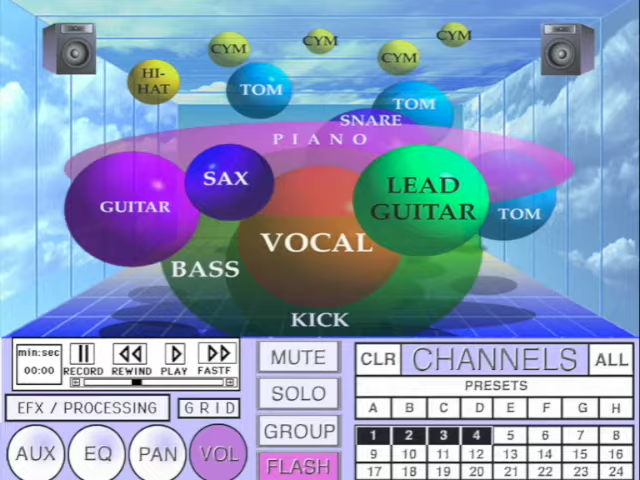 CYM
CYM
CYM
CYM
HI-
HAT
TOM
TOM
SNARE
PIANO
SAX
LEAD
GUITAR
GUITAR
TOM
VOCAL
BASS
KICK
min:sec
00:00
RECORD REWIND PLAY FASTF
EFX / PROCESSING GRID
AUX EQ PAN VOL
MUTE
SOLO
GROUP
FLASH
CLR CHANNELS ALL
PRESETS
A B C D E F G H
1 2 3 4 5 6 7 8
9 10 11 12 13 14 15 16
17 18 19 20 21 22 23 24